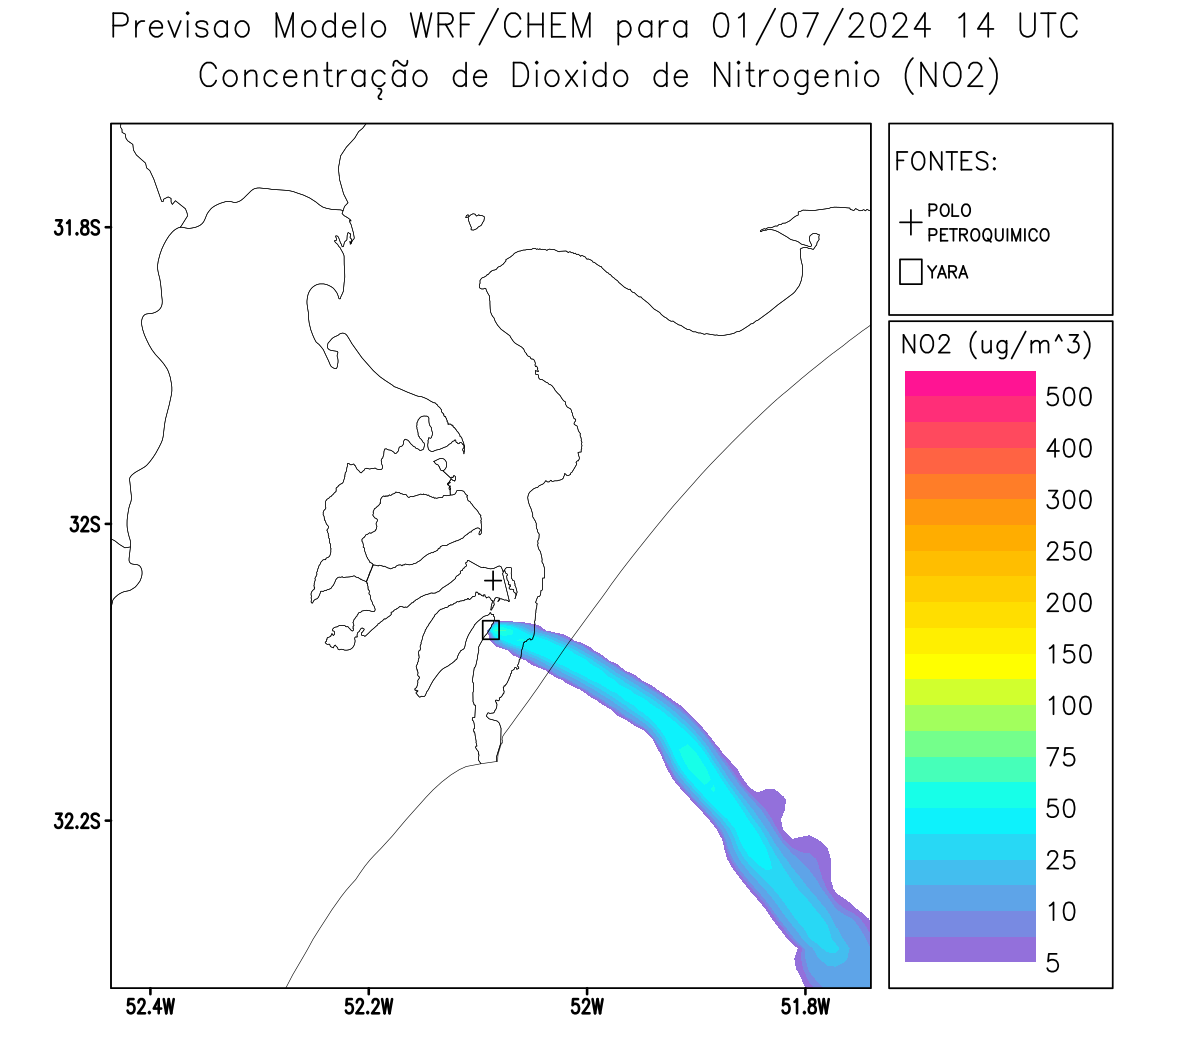 Previsao Modelo WRF/CHEM para 01/07/2024 14 UTC
Concentração de Dioxido de Nitrogenio (NO2)
FONTES:
POLO
PETROQUIMICO
YARA
NO2 (ug/m^3)
500
400
300
250
200
150
100
75
50
25
10
5
31.8S
32S
32.2S
52.4W
52.2W
52W
51.8W